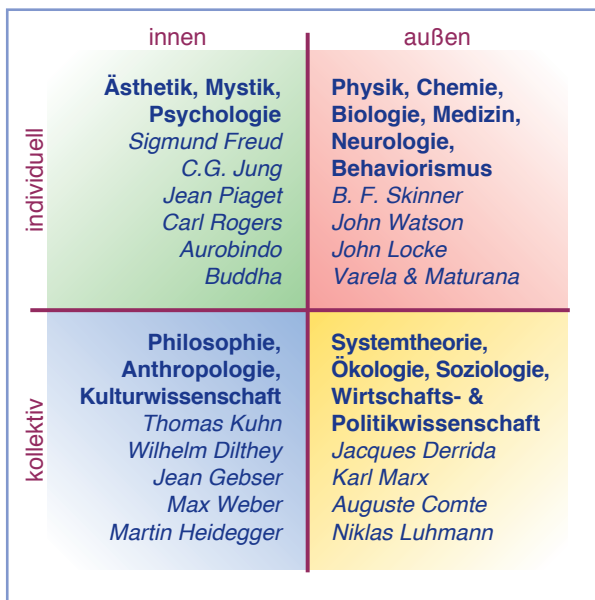 innen
außen
individuell
Ästhetik, Mystik,
Psychologie
Sigmund Freud
C.G. Jung
Jean Piaget
Carl Rogers
Aurobindo
Buddha
Physik, Chemie,
Biologie, Medizin,
Neurologie,
Behaviorismus
B. F. Skinner
John Watson
John Locke
Varela & Maturana
kollektiv
Philosophie,
Anthropologie,
Kulturwissenschaft
Thomas Kuhn
Wilhelm Dilthey
Jean Gebser
Max Weber
Martin Heidegger
Systemtheorie,
Ökologie, Soziologie,
Wirtschafts- &
Politikwissenschaft
Jacques Derrida
Karl Marx
Auguste Comte
Niklas Luhmann